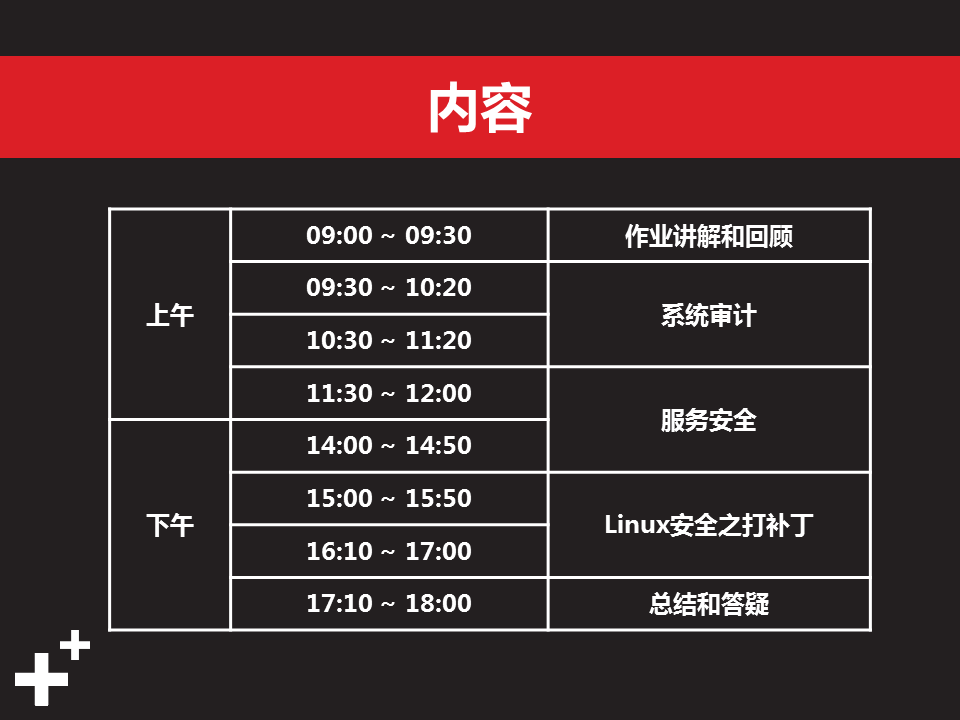 内容
上午
09:00 ~ 09:30
作业讲解和回顾
09:30 ~ 10:20
系统审计
10:30 ~ 11:20
11:30 ~ 12:00
服务安全
下午
14:00 ~ 14:50
15:00 ~ 15:50
Linux安全之打补丁
16:10 ~ 17:00
17:10 ~ 18:00
总结和答疑